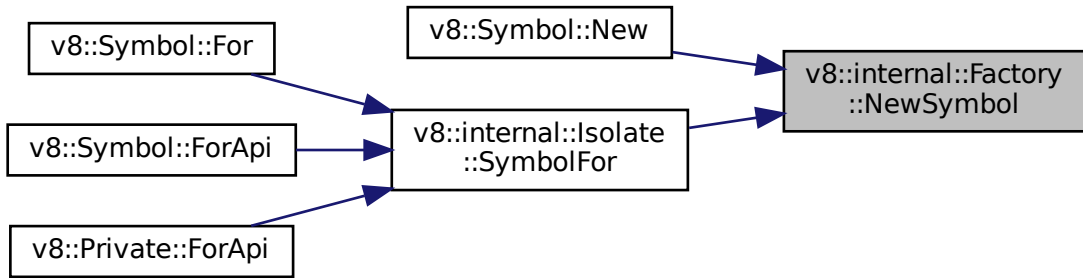 v8::Symbol::For
v8::Symbol::ForApi
v8::Private::ForApi
v8::Symbol::New
v8::internal::Isolate
::SymbolFor
v8::internal::Factory
::NewSymbol